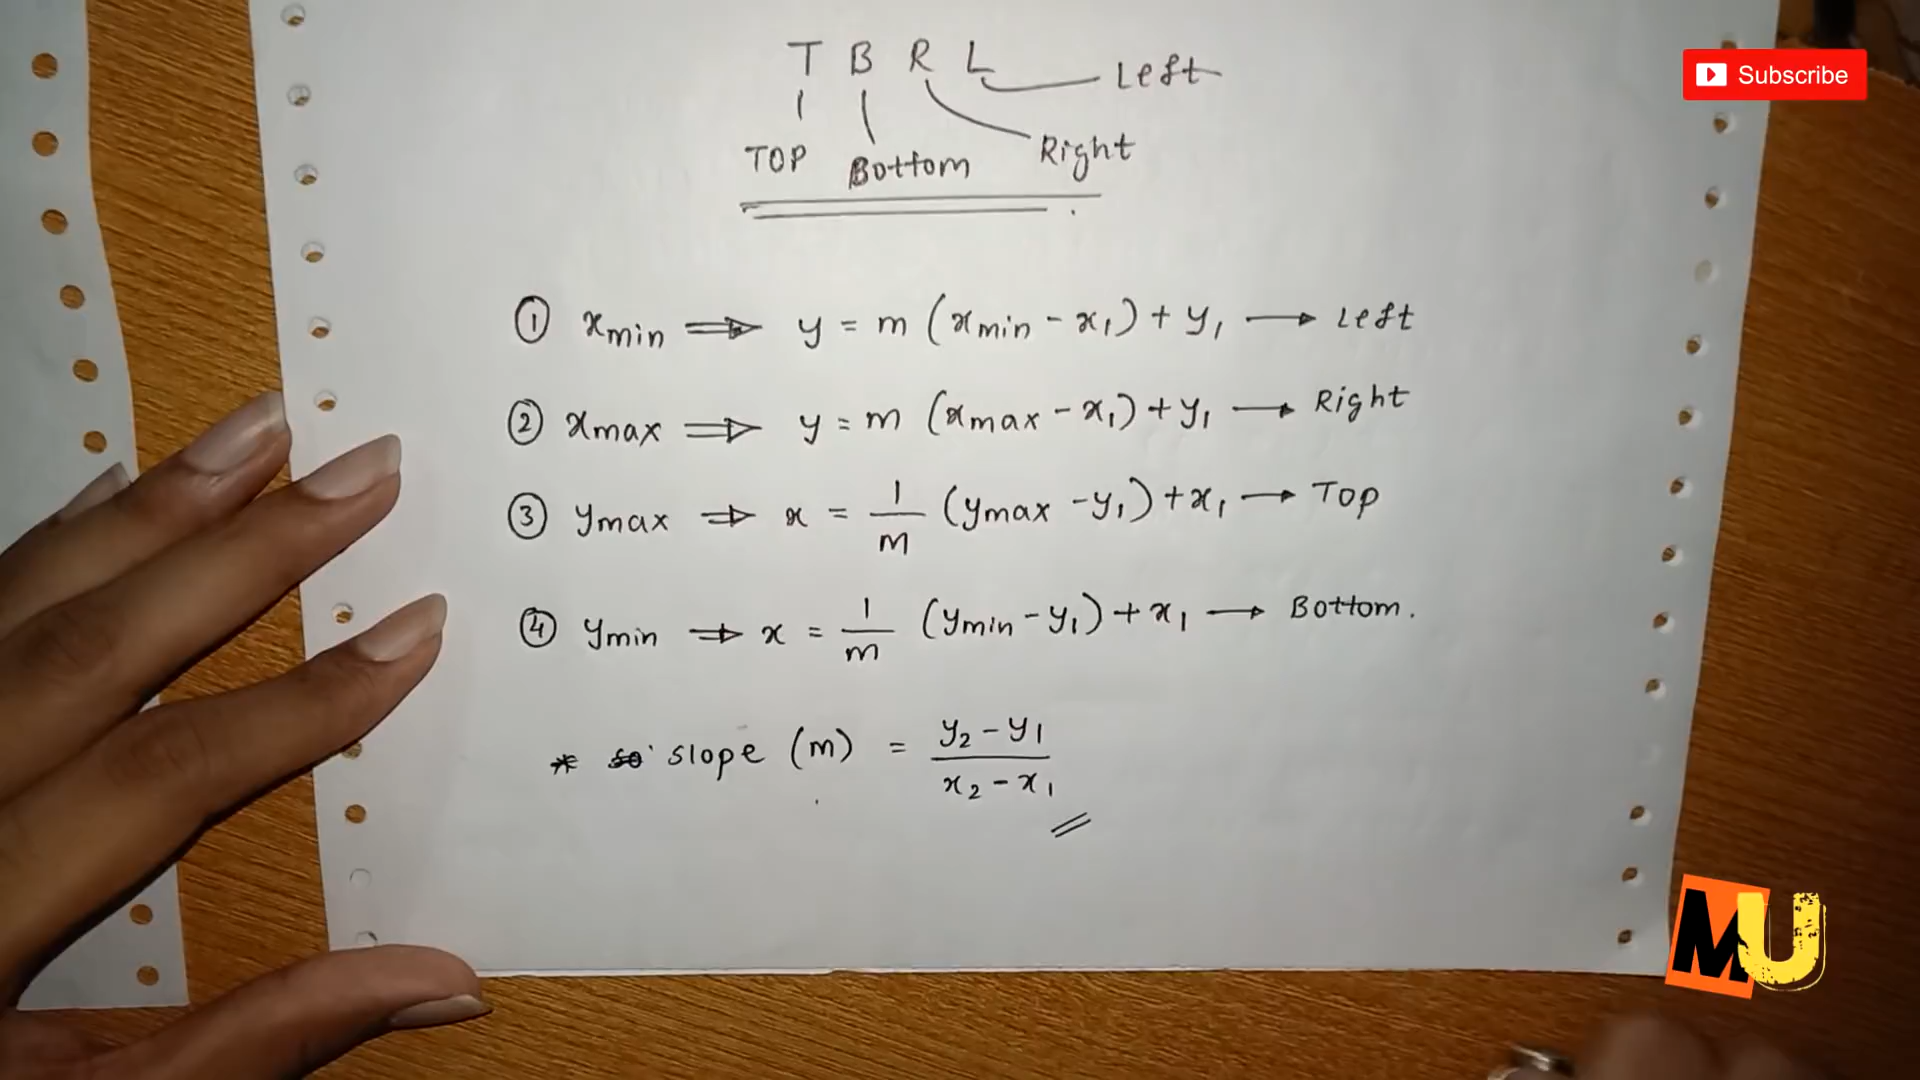 T B R L Left
TOP Bottom Right
Subscribe
① xmin ⇒ y = m (xmin - x1) + y1 → Left
② xmax ⇒ y = m (xmax - x1) + y1 → Right
③ ymax ⇒ x = 1/m (ymax - y1) + x1 → Top
④ ymin ⇒ x = 1/m (ymin - y1) + x1 → Bottom.
* slope (m) = y2 - y1 / x2 - x1
MU